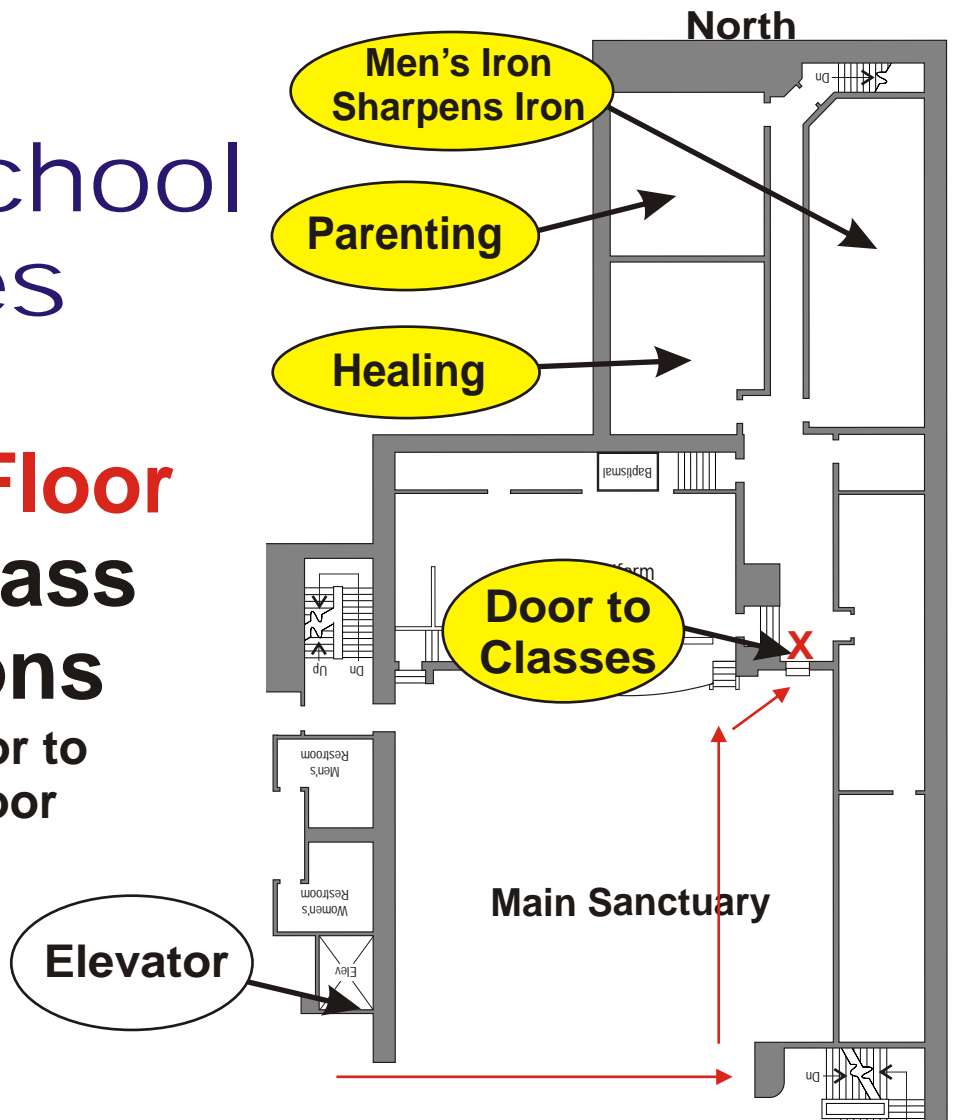 North
Men's Iron
Sharpens Iron
Dn
chool
es
Parenting
Healing
Floor
Baptismal
ass
ons
Door to
Classes
X
Up
Dn
or to
oor
Men's
Restroom
Women's
Restroom
Main Sanctuary
Elevator
Elev
Dn